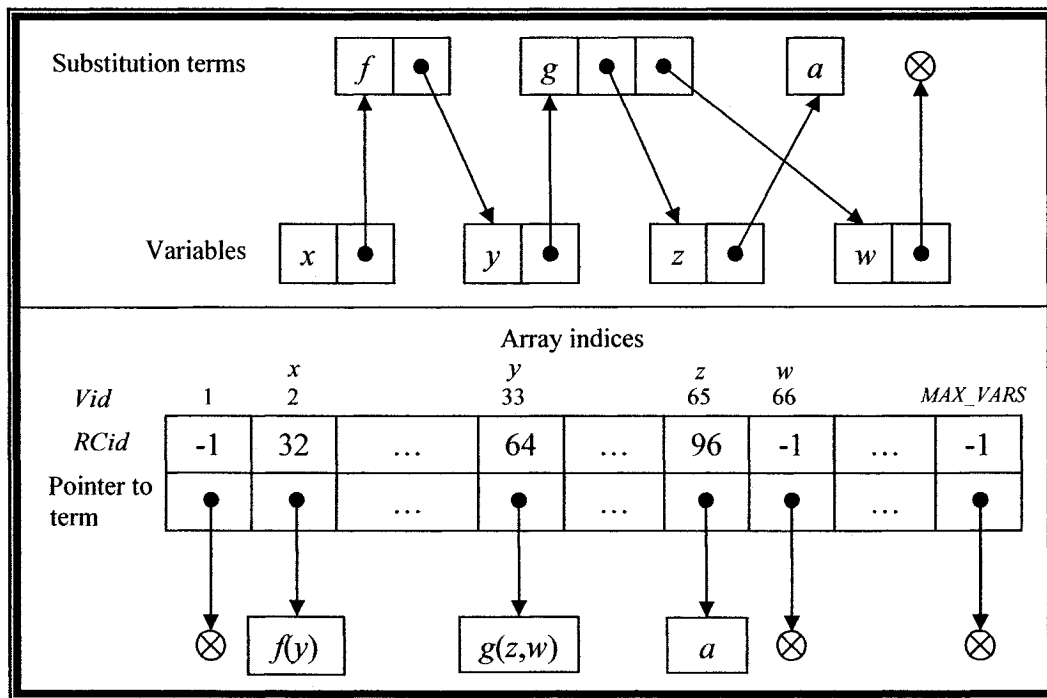 Substitution terms f g a
Variables x y z w
Array indices
x y z w
Vid 1 2 33 65 66 MAX_VARS
RCid -1 32 ... 64 ... 96 -1 ... -1
Pointer to
term ... ... ...
f(y) g(z,w) a